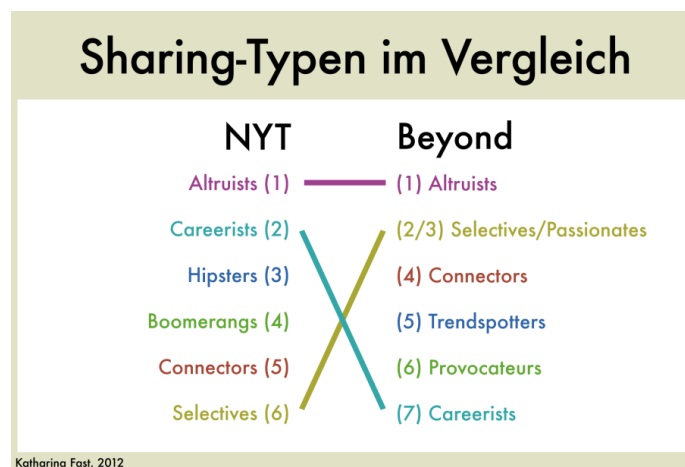 Sharing-Typen im Vergleich
NYT
Beyond
Altruists (1)
(1) Altruists
Careerists (2)
(2/3) Selectives/Passionates
Hipsters (3)
(4) Connectors
Boomerangs (4)
(5) Trendspotters
Connectors (5)
(6) Provocateurs
Selectives (6)
(7) Careerists
Katharina Fast, 2012